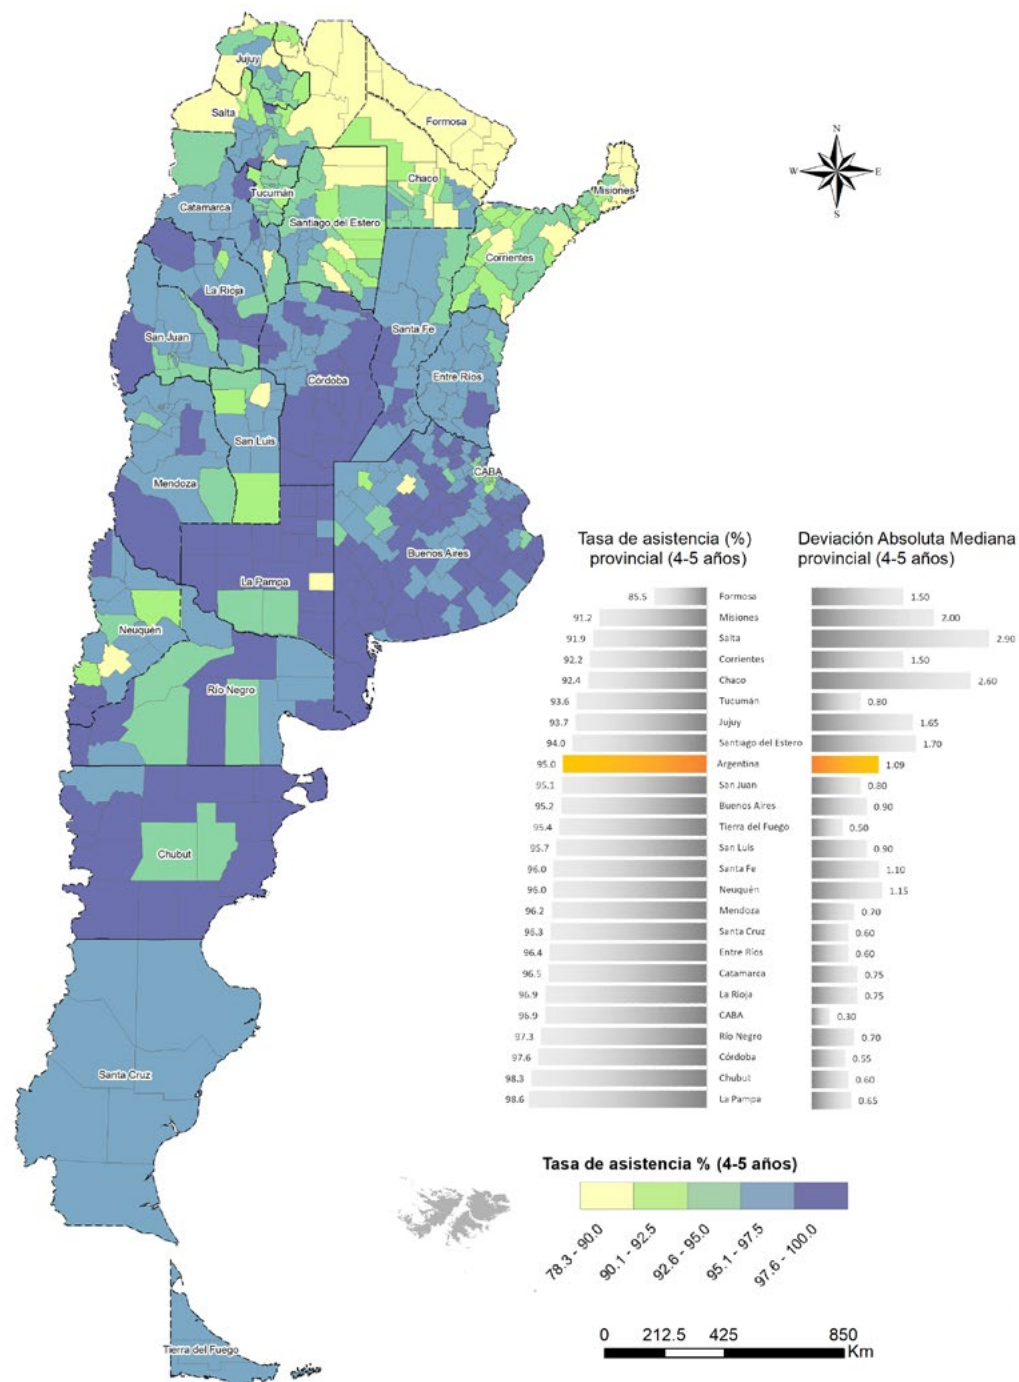 N
W
E
S
Jujuy
Salta
Formosa
Chaco
Misiones
Tucumán
Catamarca
Santiago del Estero
Corrientes
La Rioja
San Juan
Santa Fe
Córdoba
Entre Ríos
San Luis
Mendoza
CABA
Buenos Aires
La Pampa
Neuquén
Río Negro
Chubut
Santa Cruz
Tierra del Fuego
Tasa de asistencia (%)
provincial (4-5 años)
Deviación Absoluta Mediana
provincial (4-5 años)
85.5 Formosa 1.50
91.2 Misiones 2.00
91.9 Salta 2.90
92.2 Corrientes 1.50
92.4 Chaco 2.60
93.6 Tucumán 0.80
93.7 Jujuy 1.65
94.0 Santiago del Estero 1.70
95.0 Argentina 1.09
95.1 San Juan 0.80
95.2 Buenos Aires 0.90
95.4 Tierra del Fuego 0.50
95.7 San Luis 0.90
96.0 Santa Fe 1.10
96.0 Neuquén 1.15
96.2 Mendoza 0.70
96.3 Santa Cruz 0.60
96.4 Entre Ríos 0.60
96.5 Catamarca 0.75
96.9 La Rioja 0.75
96.9 CABA 0.30
97.3 Río Negro 0.70
97.6 Córdoba 0.55
98.3 Chubut 0.60
98.6 La Pampa 0.65
Tasa de asistencia % (4-5 años)
78.3 - 90.0
90.1 - 92.5
92.6 - 95.0
95.1 - 97.5
97.6 - 100.0
0 212.5 425 850
Km